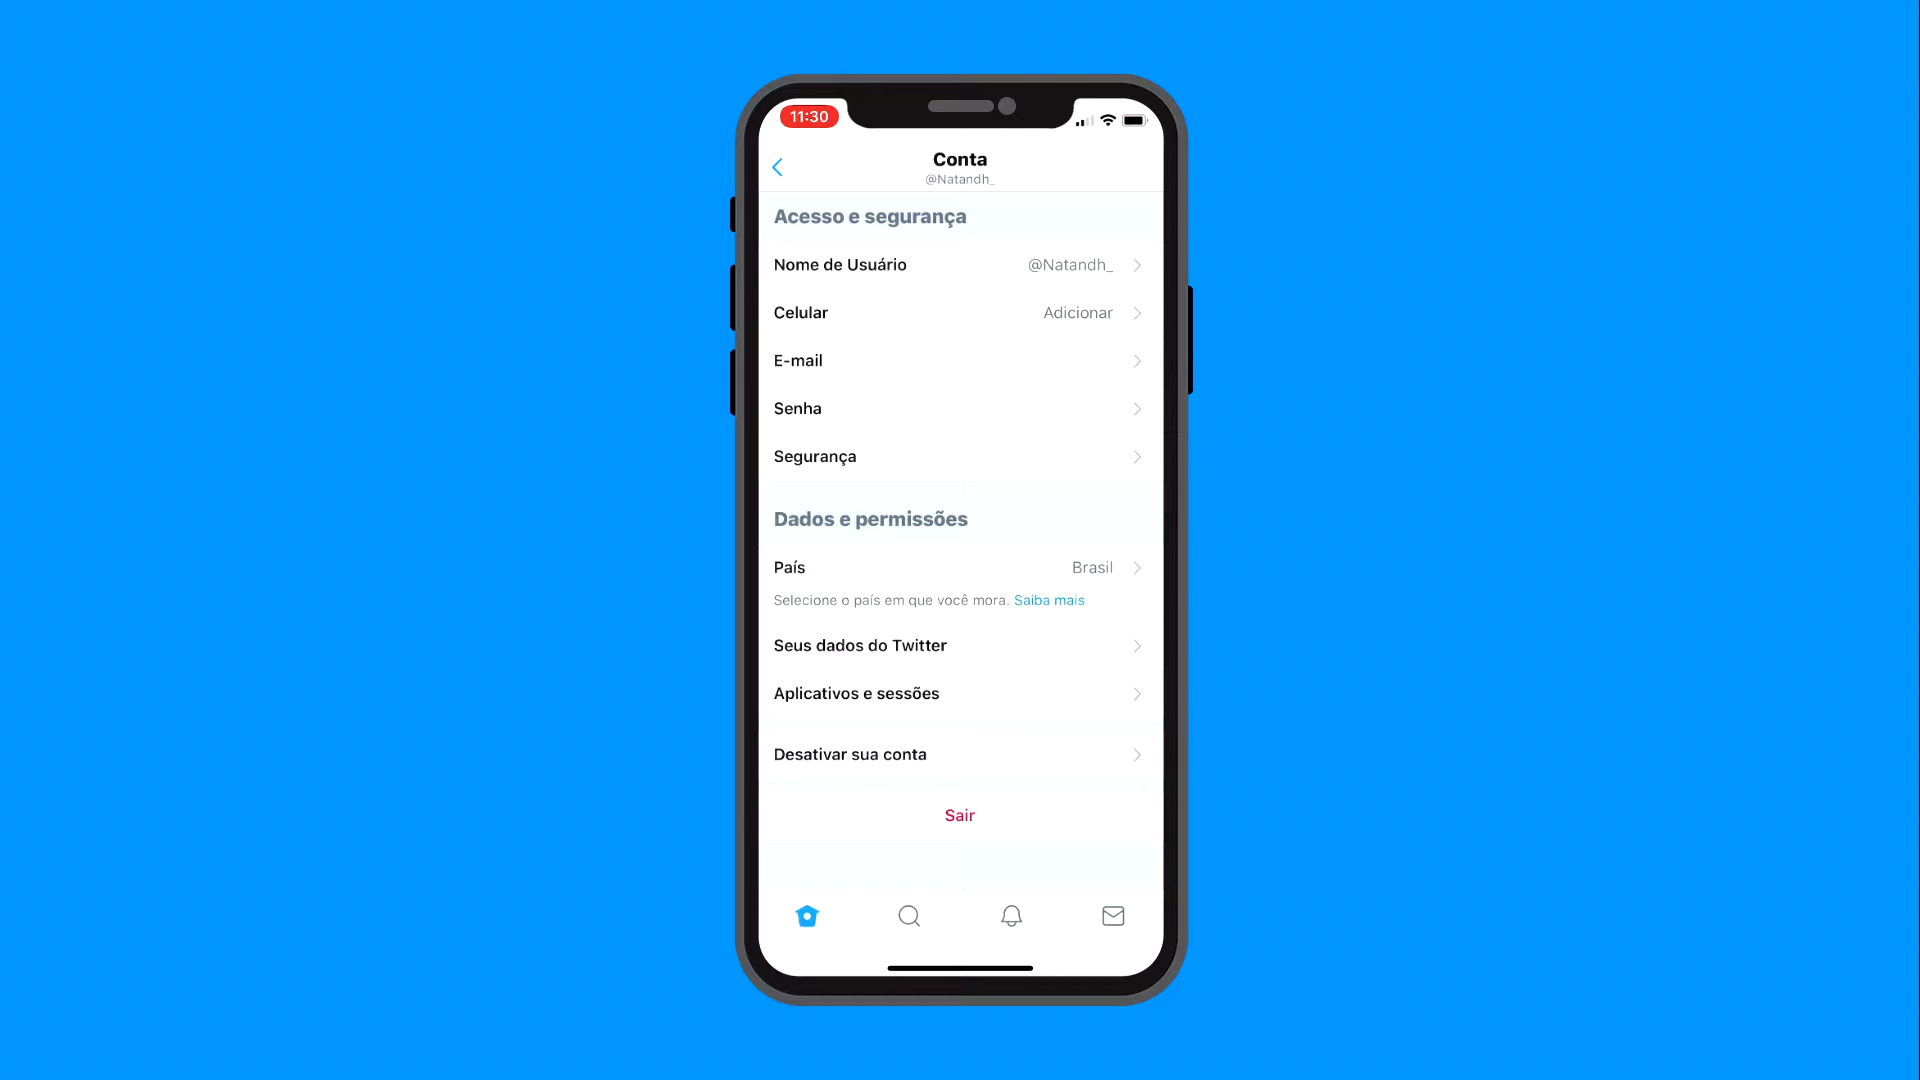 11:30
Conta
@Natandh_
Acesso e segurança
Nome de Usuário @Natandh_
Celular Adicionar
E-mail
Senha
Segurança
Dados e permissões
País Brasil
Selecione o país em que você mora. Saiba mais
Seus dados do Twitter
Aplicativos e sessões
Desativar sua conta
Sair